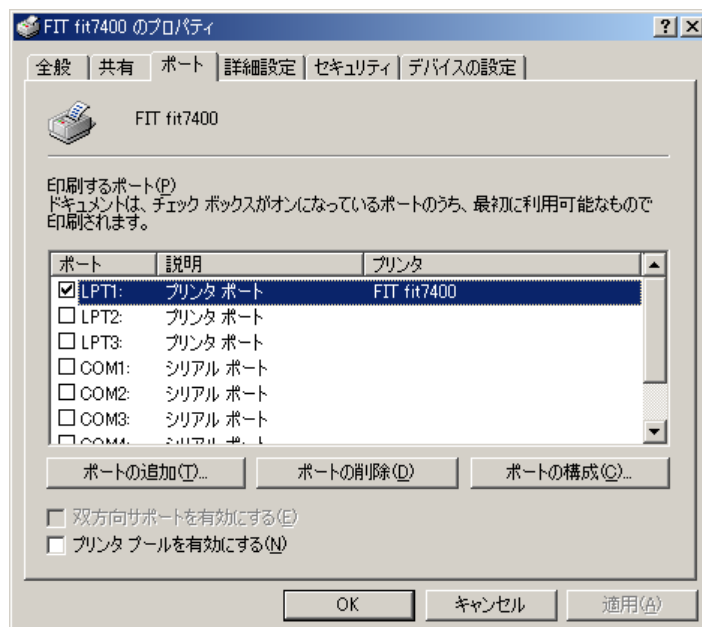 FIT fit7400 のプロパティ
全般 共有 ポート 詳細設定 セキュリティ デバイスの設定
FIT fit7400
印刷するポート(P)
ドキュメントは、チェック ボックスがオンになっているポートのうち、最初に利用可能なもので
印刷されます。
ポート 説明 プリンタ
LPT1: プリンタ ポート FIT fit7400
LPT2: プリンタ ポート
LPT3: プリンタ ポート
COM1: シリアル ポート
COM2: シリアル ポート
COM3: シリアル ポート
COM4: シリアル ポート
ポートの追加(T)... ポートの削除(D) ポートの構成(C)...
双方向サポートを有効にする(E)
プリンタ プールを有効にする(N)
OK キャンセル 適用(A)